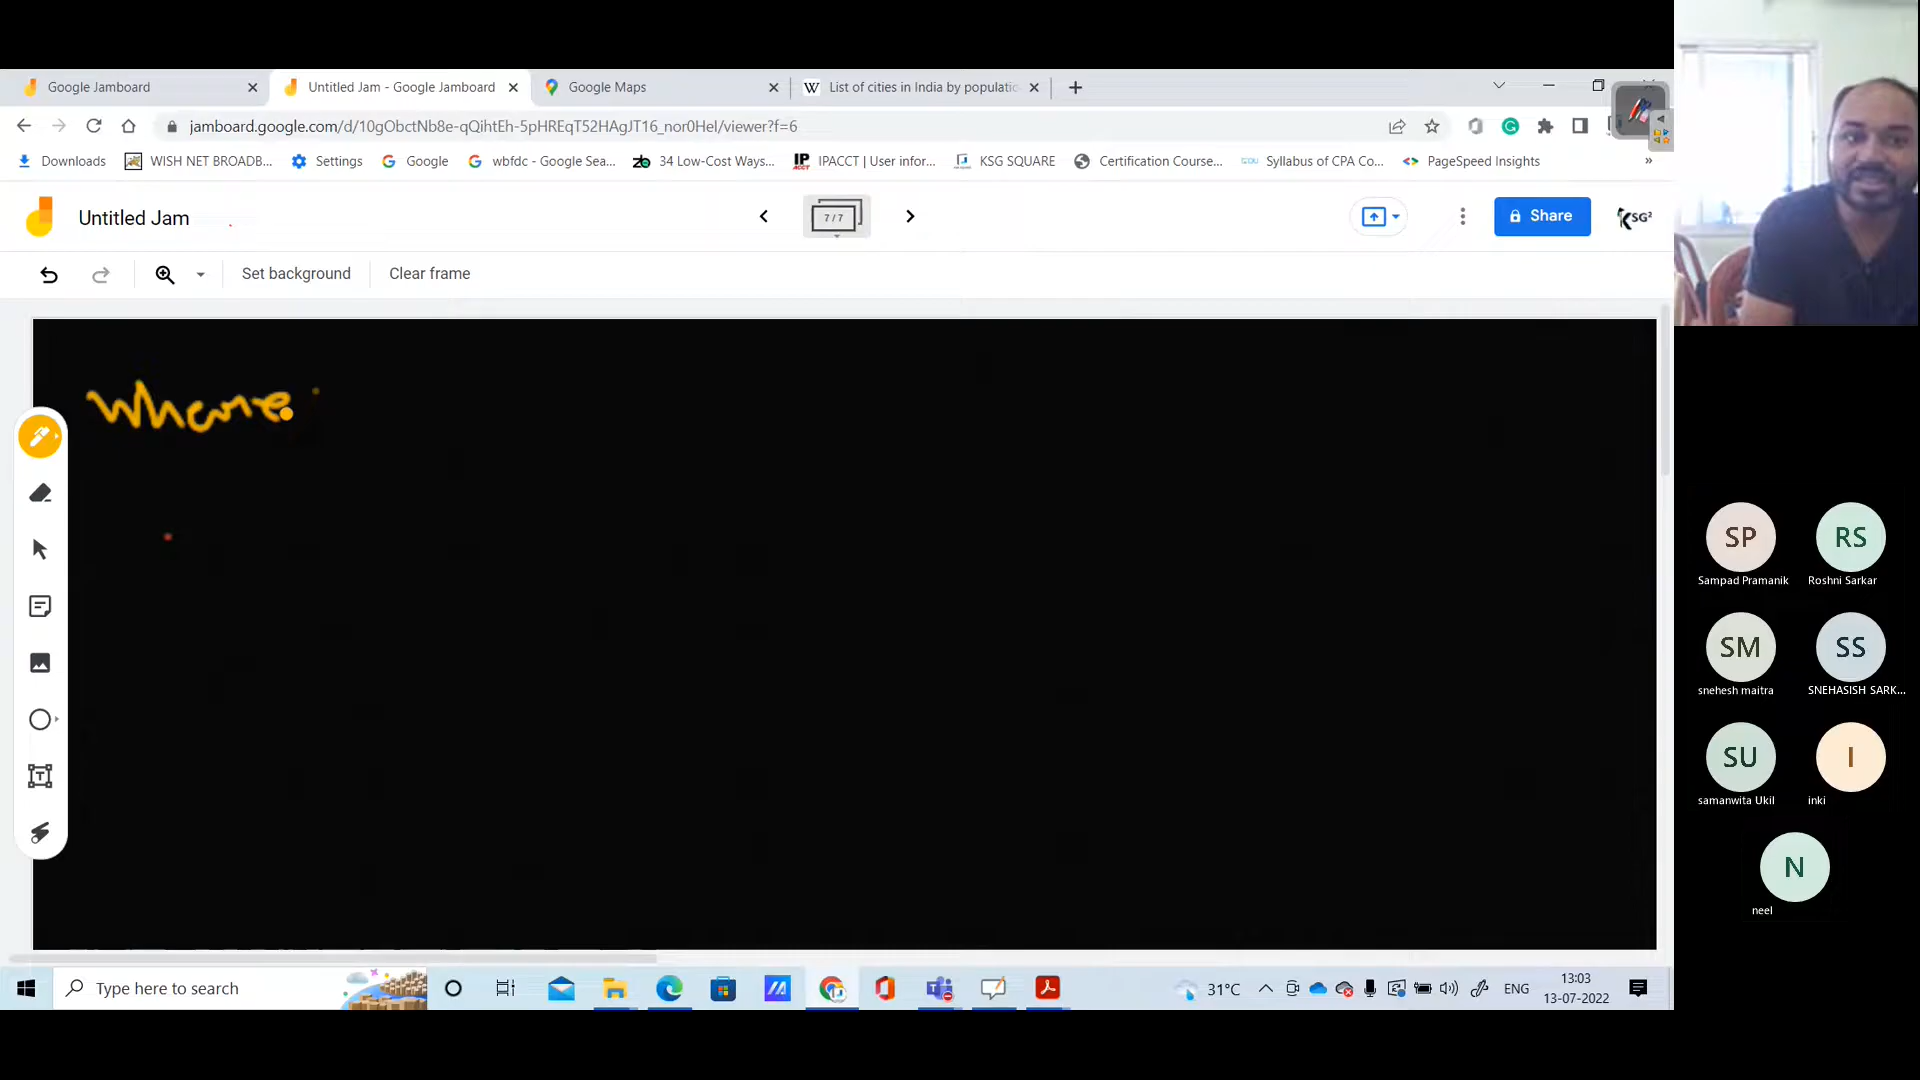 Google Jamboard
Untitled Jam - Google Jamboard
Google Maps
List of cities in India by populatio
jamboard.google.com/d/10gObctNb8e-qQihtEh-5pHREqT52HAgJT16_nor0HeI/viewer?f=6
Downloads
WISH NET BROADB...
Settings
Google
wbfdc - Google Sea...
34 Low-Cost Ways...
IPACCT | User infor...
KSG SQUARE
Certification Course...
Syllabus of CPA Co...
PageSpeed Insights
»
Untitled Jam
7 / 7
Share
KSG²
Set background
Clear frame
Where
SP
Sampad Pramanik
RS
Roshni Sarkar
SM
snehesh maitra
SS
SNEHASISH SARK...
SU
samanwita Ukil
I
inki
N
neel
Type here to search
31°C
ENG
13:03
13-07-2022